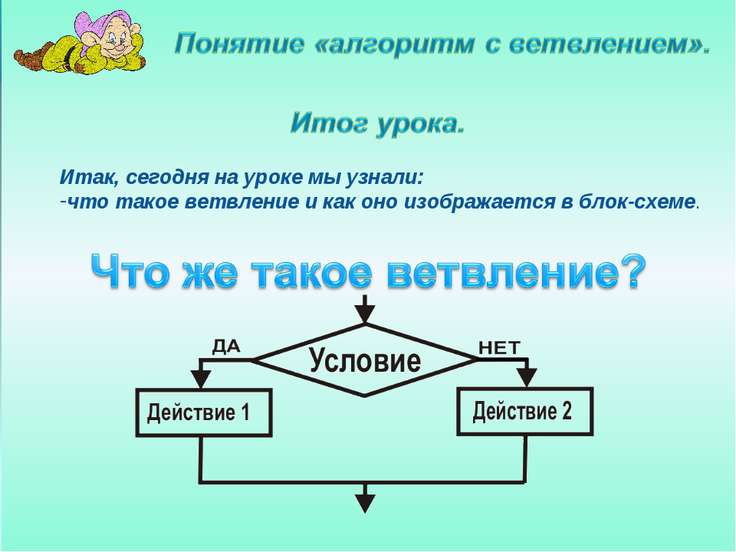 Понятие «алгоритм с ветвлением».
Итог урока.
Итак, сегодня на уроке мы узнали:
-что такое ветвление и как оно изображается в блок-схеме.
Что же такое ветвление?
ДА
Условие
НЕТ
Действие 1
Действие 2